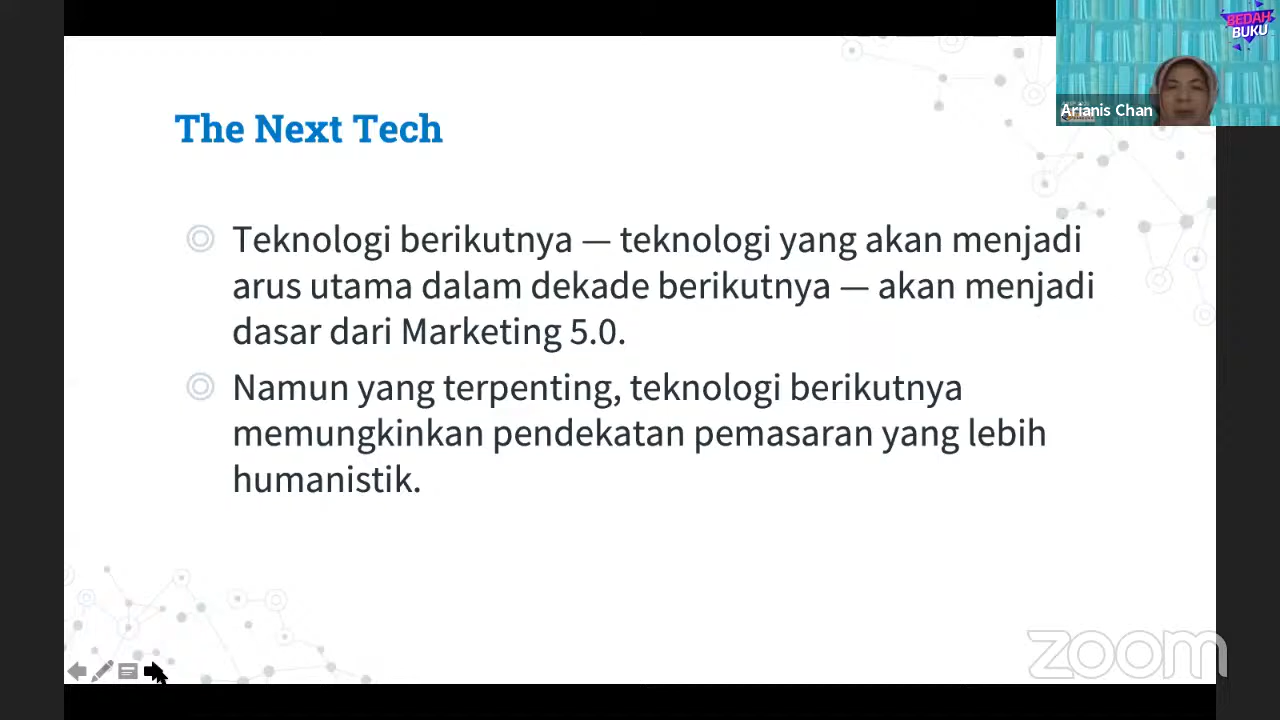 BEDAH
BUKU
Arianis Chan
The Next Tech
Teknologi berikutnya — teknologi yang akan menjadi
arus utama dalam dekade berikutnya — akan menjadi
dasar dari Marketing 5.0.
Namun yang terpenting, teknologi berikutnya
memungkinkan pendekatan pemasaran yang lebih
humanistik.
zoom